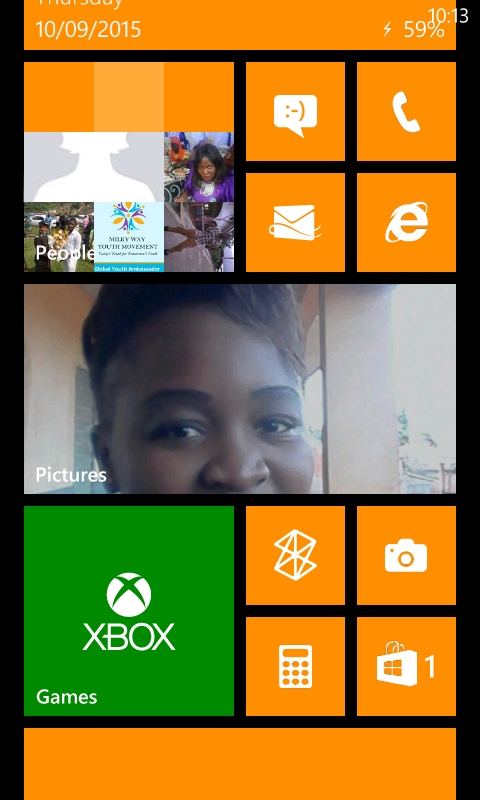 Thursday
10:13
10/09/2015
59%
:-)
MILKY WAY
YOUTH MOVEMENT
Today's Youth for Tomorrow's Youth
Global Youth Ambassador
People
Pictures
XBOX
Games
1